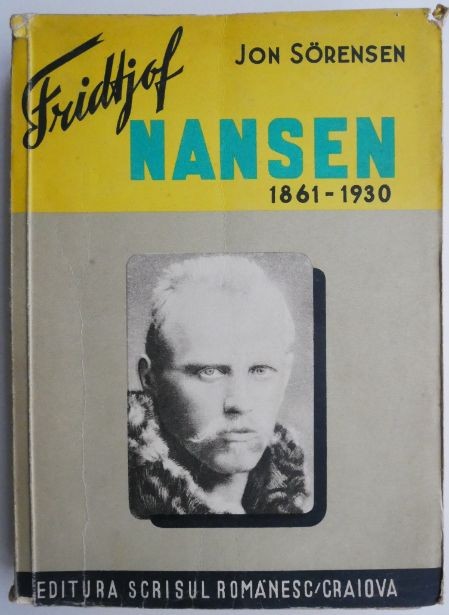 JON SÖRENSEN
Fridtjof
NANSEN
1861-1930
EDITURA SCRISUL ROMÂNESC/CRAIOVA